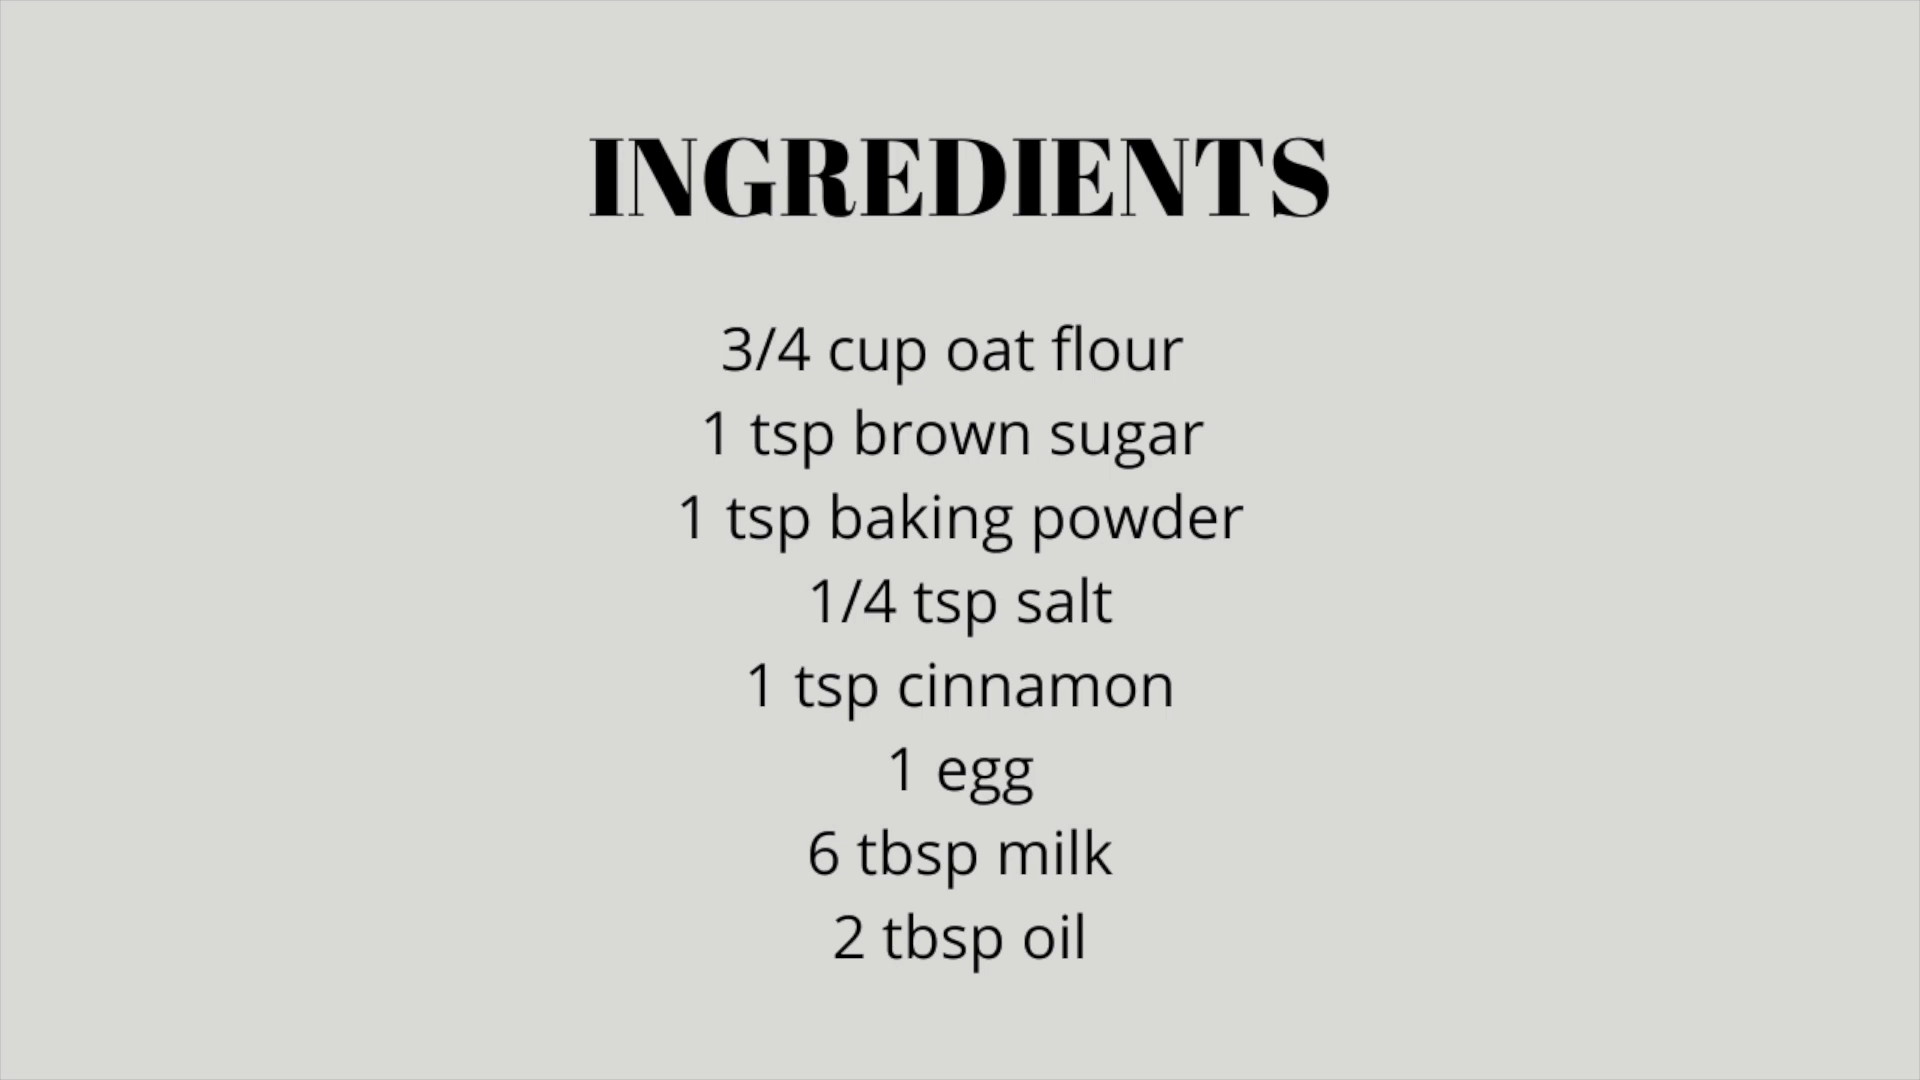 INGREDIENTS
3/4 cup oat flour
1 tsp brown sugar
1 tsp baking powder
1/4 tsp salt
1 tsp cinnamon
1 egg
6 tbsp milk
2 tbsp oil